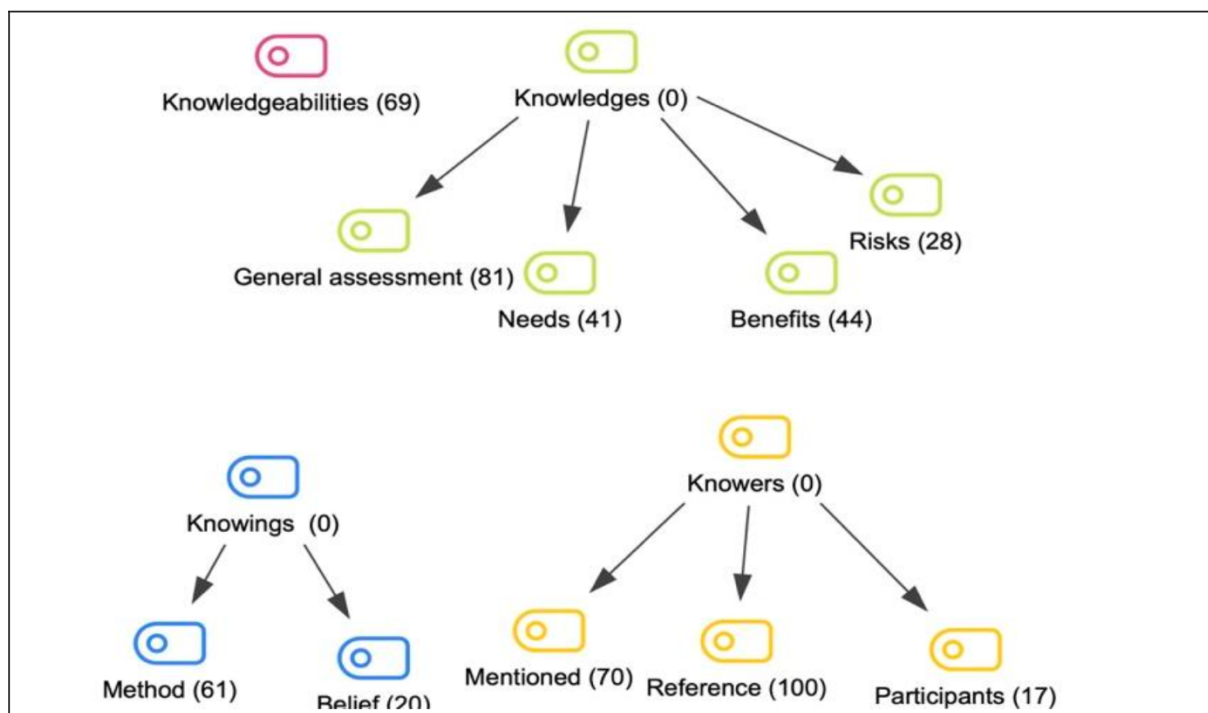 Knowledgeabilities (69)
Knowledges (0)
General assessment (81)
Needs (41)
Benefits (44)
Risks (28)
Knowings (0)
Method (61)
Belief (20)
Knowers (0)
Mentioned (70)
Reference (100)
Participants (17)